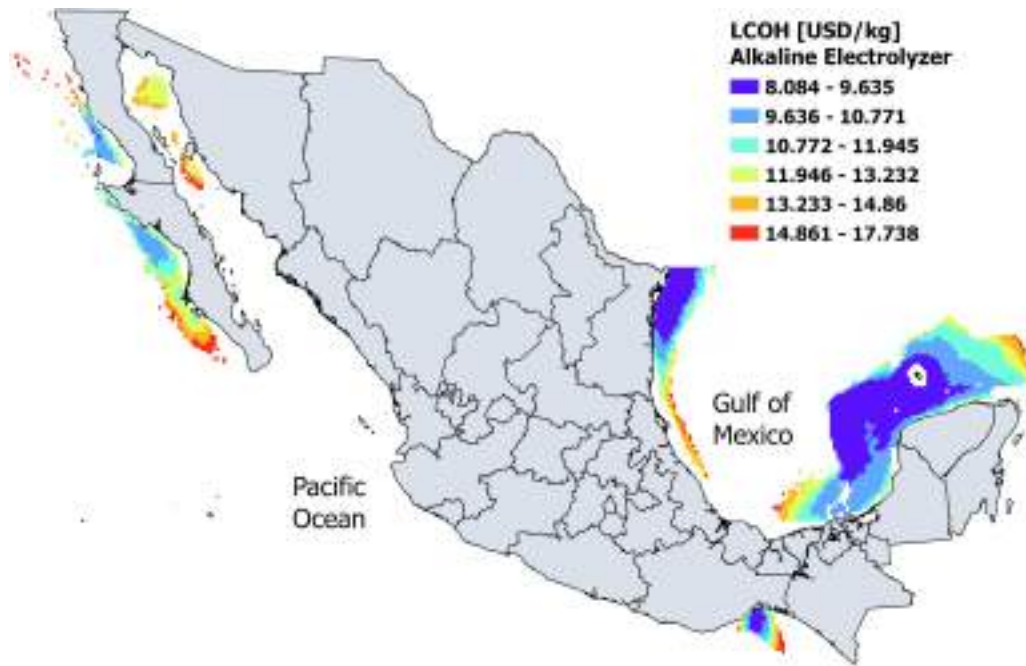 LCOH [USD/kg]
Alkaline Electrolyzer
8.084 - 9.635
9.636 - 10.771
10.772 - 11.945
11.946 - 13.232
13.233 - 14.86
14.861 - 17.738
Gulf of
Mexico
Pacific
Ocean